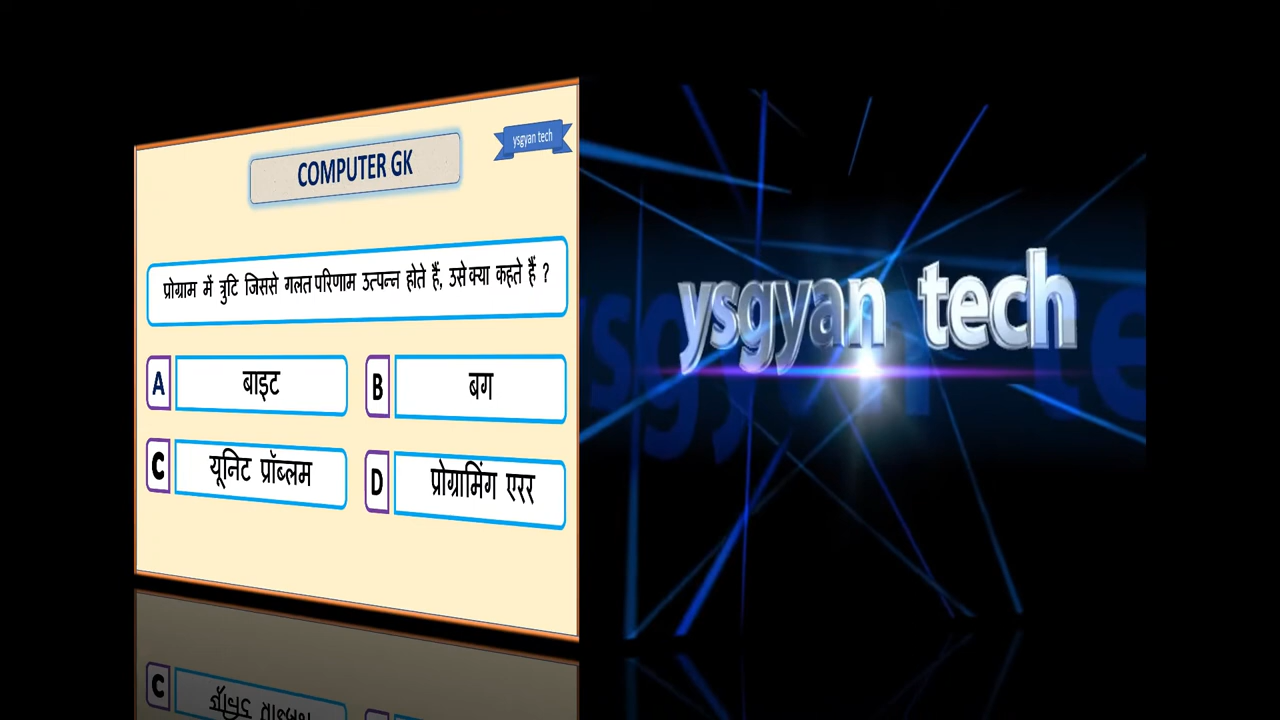 COMPUTER GK
ysgyan tech
प्रोग्राम में त्रुटि जिससे गलत परिणाम उत्पन्न होते हैं, उसे क्या कहते हैं ?
A बाइट
B बग
C यूनिट प्रॉब्लम
D प्रोग्रामिंग एरर
ysgyan tech